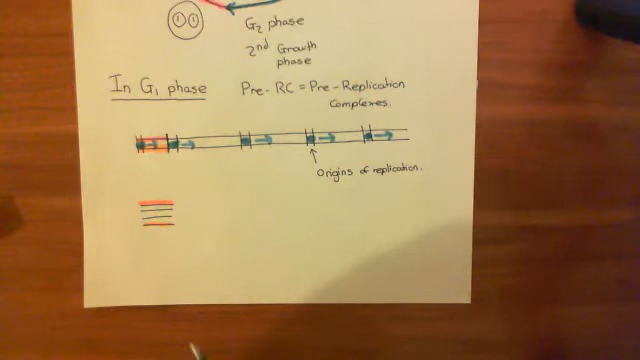 G2 phase
2nd Growth
phase
In G1 phase
Pre-RC = Pre-Replication
Complexes.
Origins of replication.